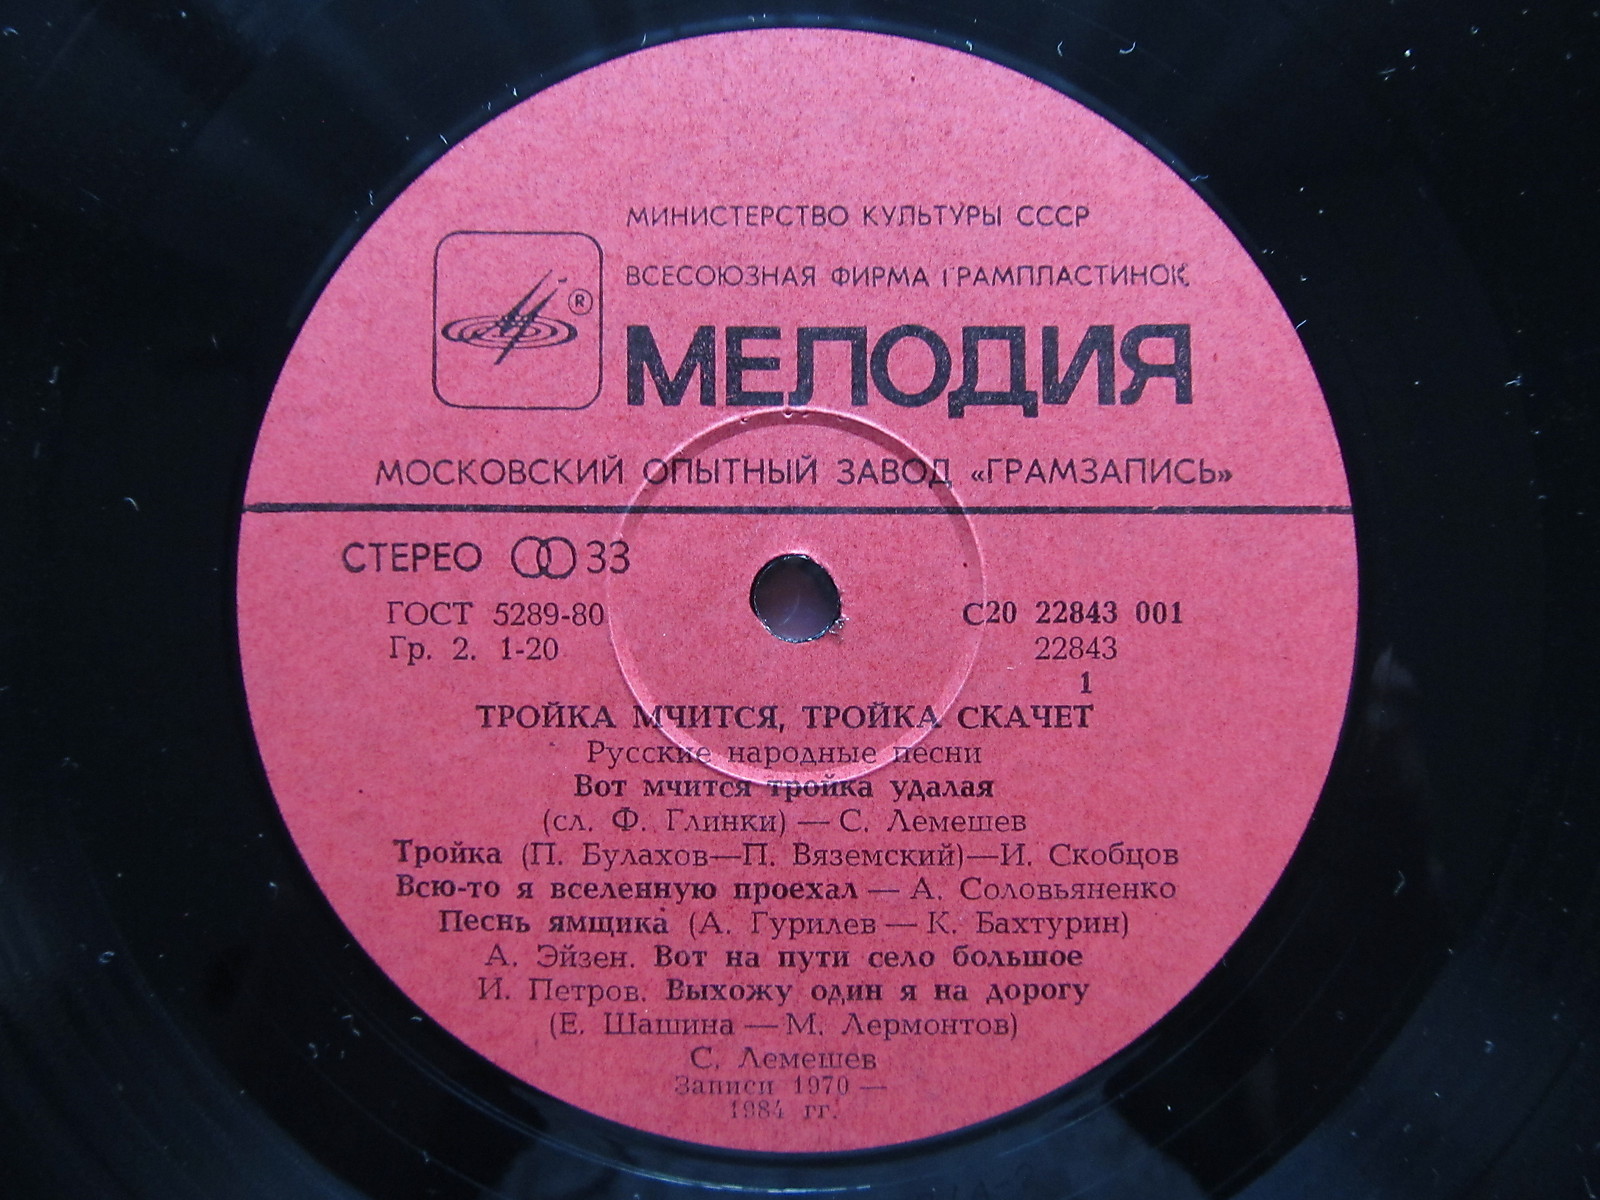 МИНИСТЕРСТВО КУЛЬТУРЫ СССР
ВСЕСОЮЗНАЯ ФИРМА ГРАМПЛАСТИНОК
®
МЕЛОДИЯ
МОСКОВСКИЙ ОПЫТНЫЙ ЗАВОД «ГРАМЗАПИСЬ»
СТЕРЕО 33
ГОСТ 5289-80 С20 22843 001
Гр. 2. 1-20 22843
1
ТРОЙКА МЧИТСЯ, ТРОЙКА СКАЧЕТ
Русские народные песни
Вот мчится тройка удалая
(сл. Ф. Глинки) — С. Лемешев
Тройка (П. Булахов—П. Вяземский)—И. Скобцов
Всю-то я вселенную проехал — А. Соловьяненко
Песнь ямщика (А. Гурилев — К. Бахтурин)
А. Эйзен. Вот на пути село большое
И. Петров. Выхожу один я на дорогу
(Е. Шашина — М. Лермонтов)
С. Лемешев
Записи 1970 —
1984 гг.